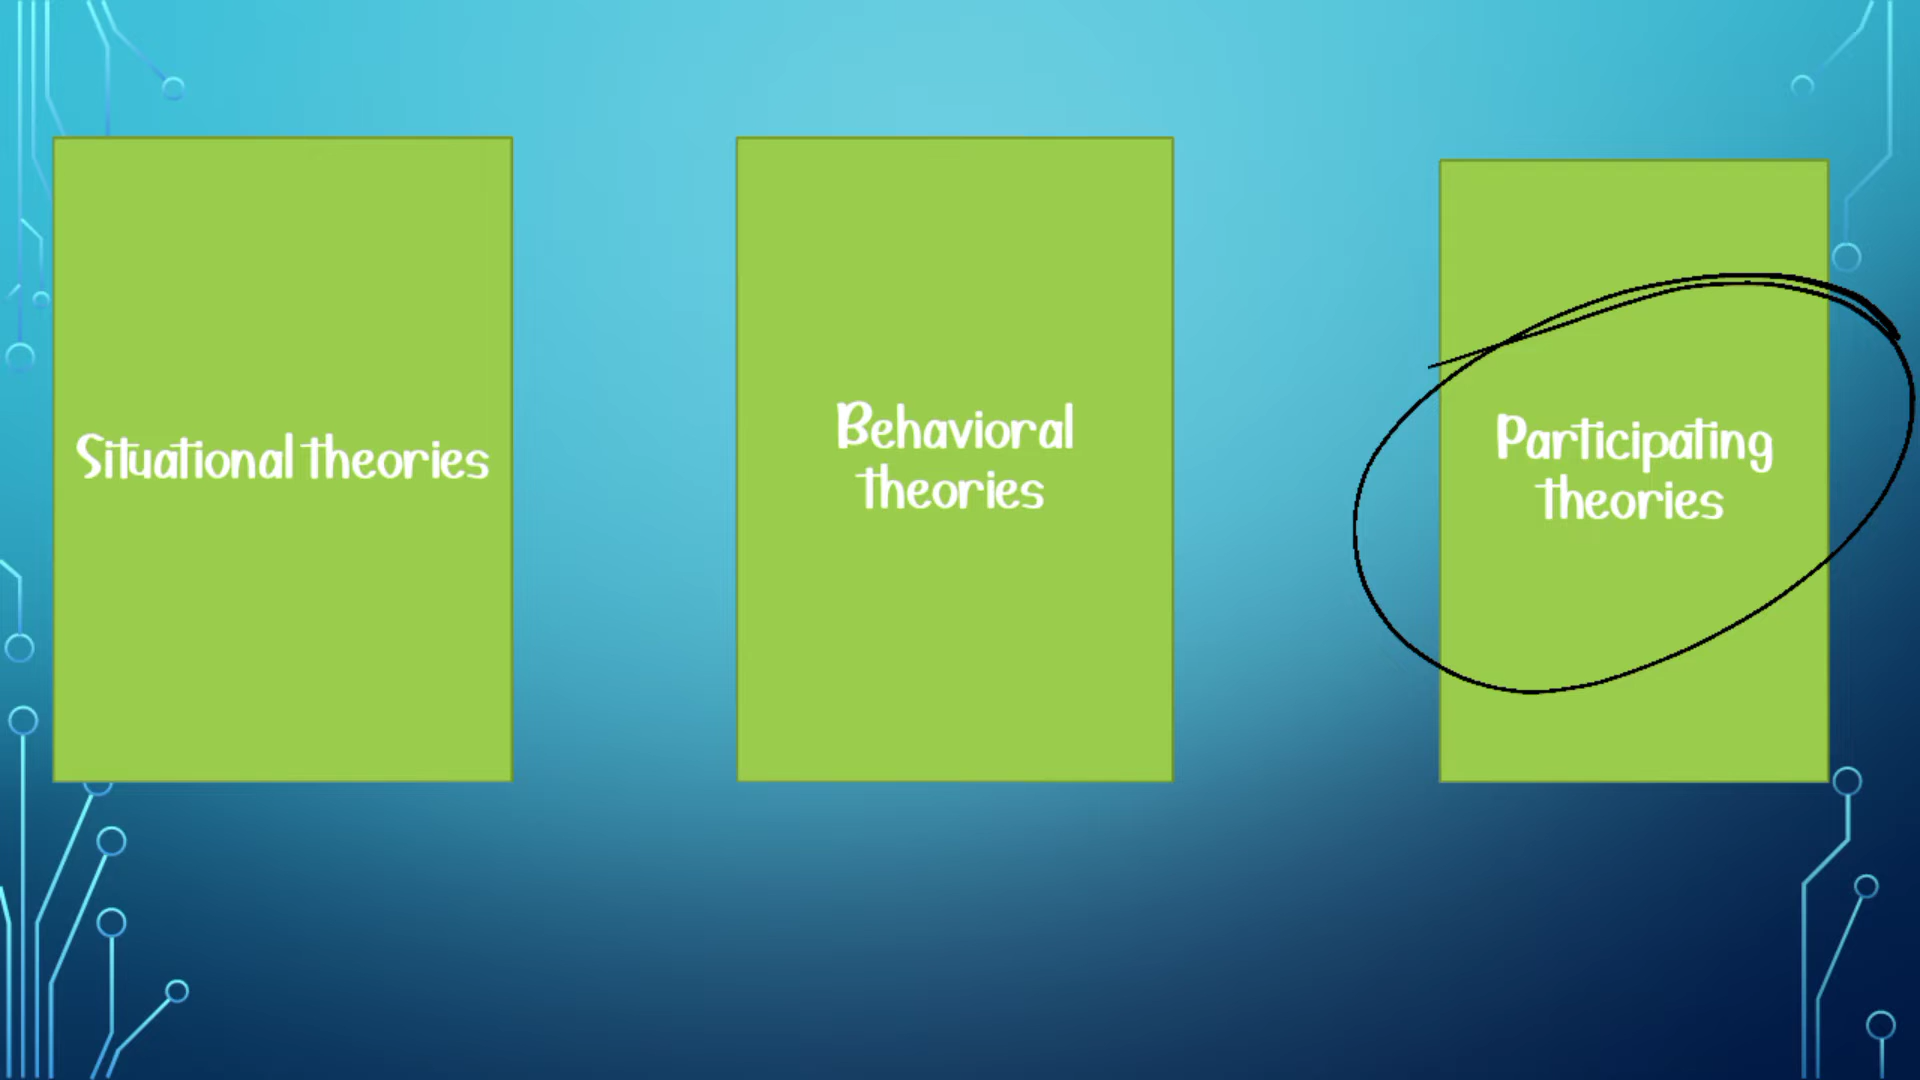 Situational theories
Behavioral
theories
Participating
theories